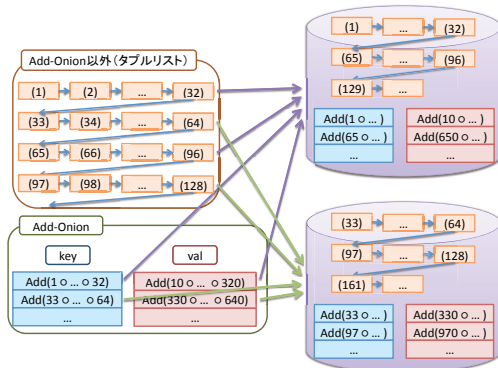 Add-Onion以外（タプルリスト）
(1) (2) … (32)
(33) (34) … (64)
(65) (66) … (96)
(97) (98) … (128)
Add-Onion
key val
Add(1 o … o 32) Add(10 o … o 320)
Add(33 o … o 64) Add(330 o … o 640)
… …
(1) … (32)
(65) … (96)
(129) …
Add(1 o … ) Add(10 o … )
Add(65 o … ) Add(650 o … )
… …
(33) … (64)
(97) … (128)
(161) …
Add(33 o … ) Add(330 o … )
Add(97 o … ) Add(970 o … )
… …